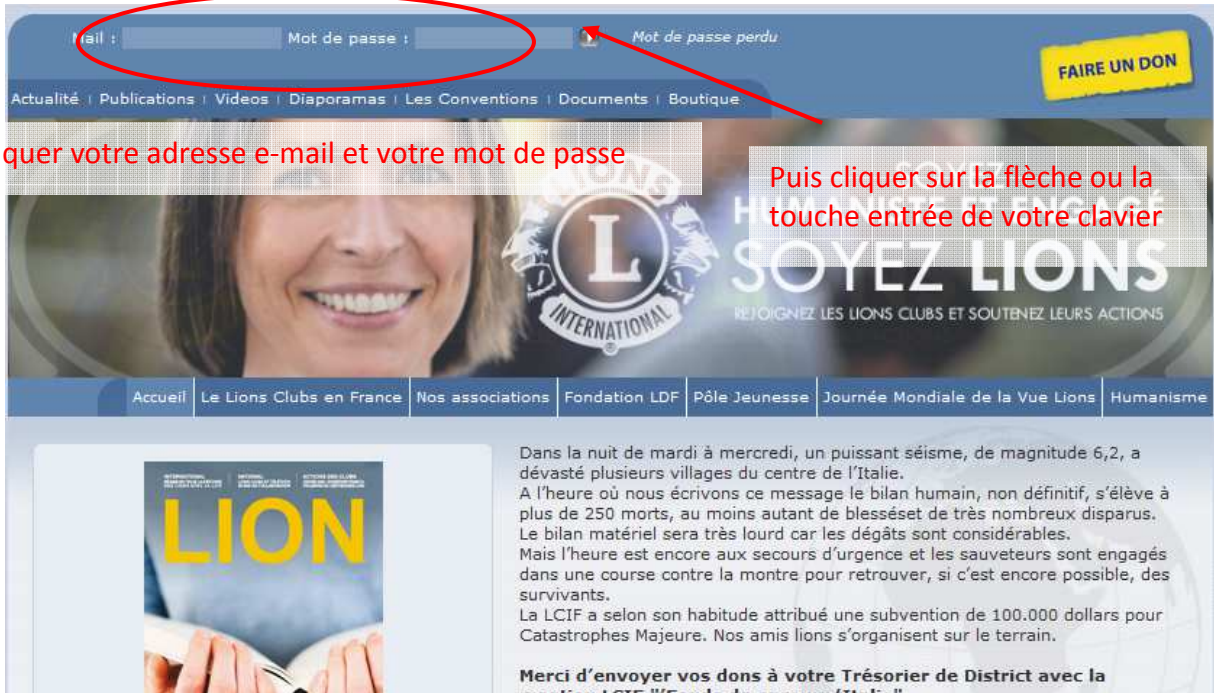 Mail :
Mot de passe :
Mot de passe perdu
FAIRE UN DON
Actualité | Publications | Videos | Diaporamas | Les Conventions | Documents | Boutique
quer votre adresse e-mail et votre mot de passe
Puis cliquer sur la flèche ou la
touche entrée de votre clavier
SOYEZ
HUMANISTE ET ENGAGÉ
SOYEZ LIONS
REJOIGNEZ LES LIONS CLUBS ET SOUTENEZ LEURS ACTIONS
LIONS
L
INTERNATIONAL
®
Accueil | Le Lions Clubs en France | Nos associations | Fondation LDF | Pôle Jeunesse | Journée Mondiale de la Vue Lions | Humanisme
LION
Dans la nuit de mardi à mercredi, un puissant séisme, de magnitude 6,2, a
dévasté plusieurs villages du centre de l’Italie.
A l’heure où nous écrivons ce message le bilan humain, non définitif, s’élève à
plus de 250 morts, au moins autant de blesséset de très nombreux disparus.
Le bilan matériel sera très lourd car les dégâts sont considérables.
Mais l’heure est encore aux secours d’urgence et les sauveteurs sont engagés
dans une course contre la montre pour retrouver, si c’est encore possible, des
survivants.
La LCIF a selon son habitude attribué une subvention de 100.000 dollars pour
Catastrophes Majeure. Nos amis lions s’organisent sur le terrain.
Merci d’envoyer vos dons à votre Trésorier de District avec la